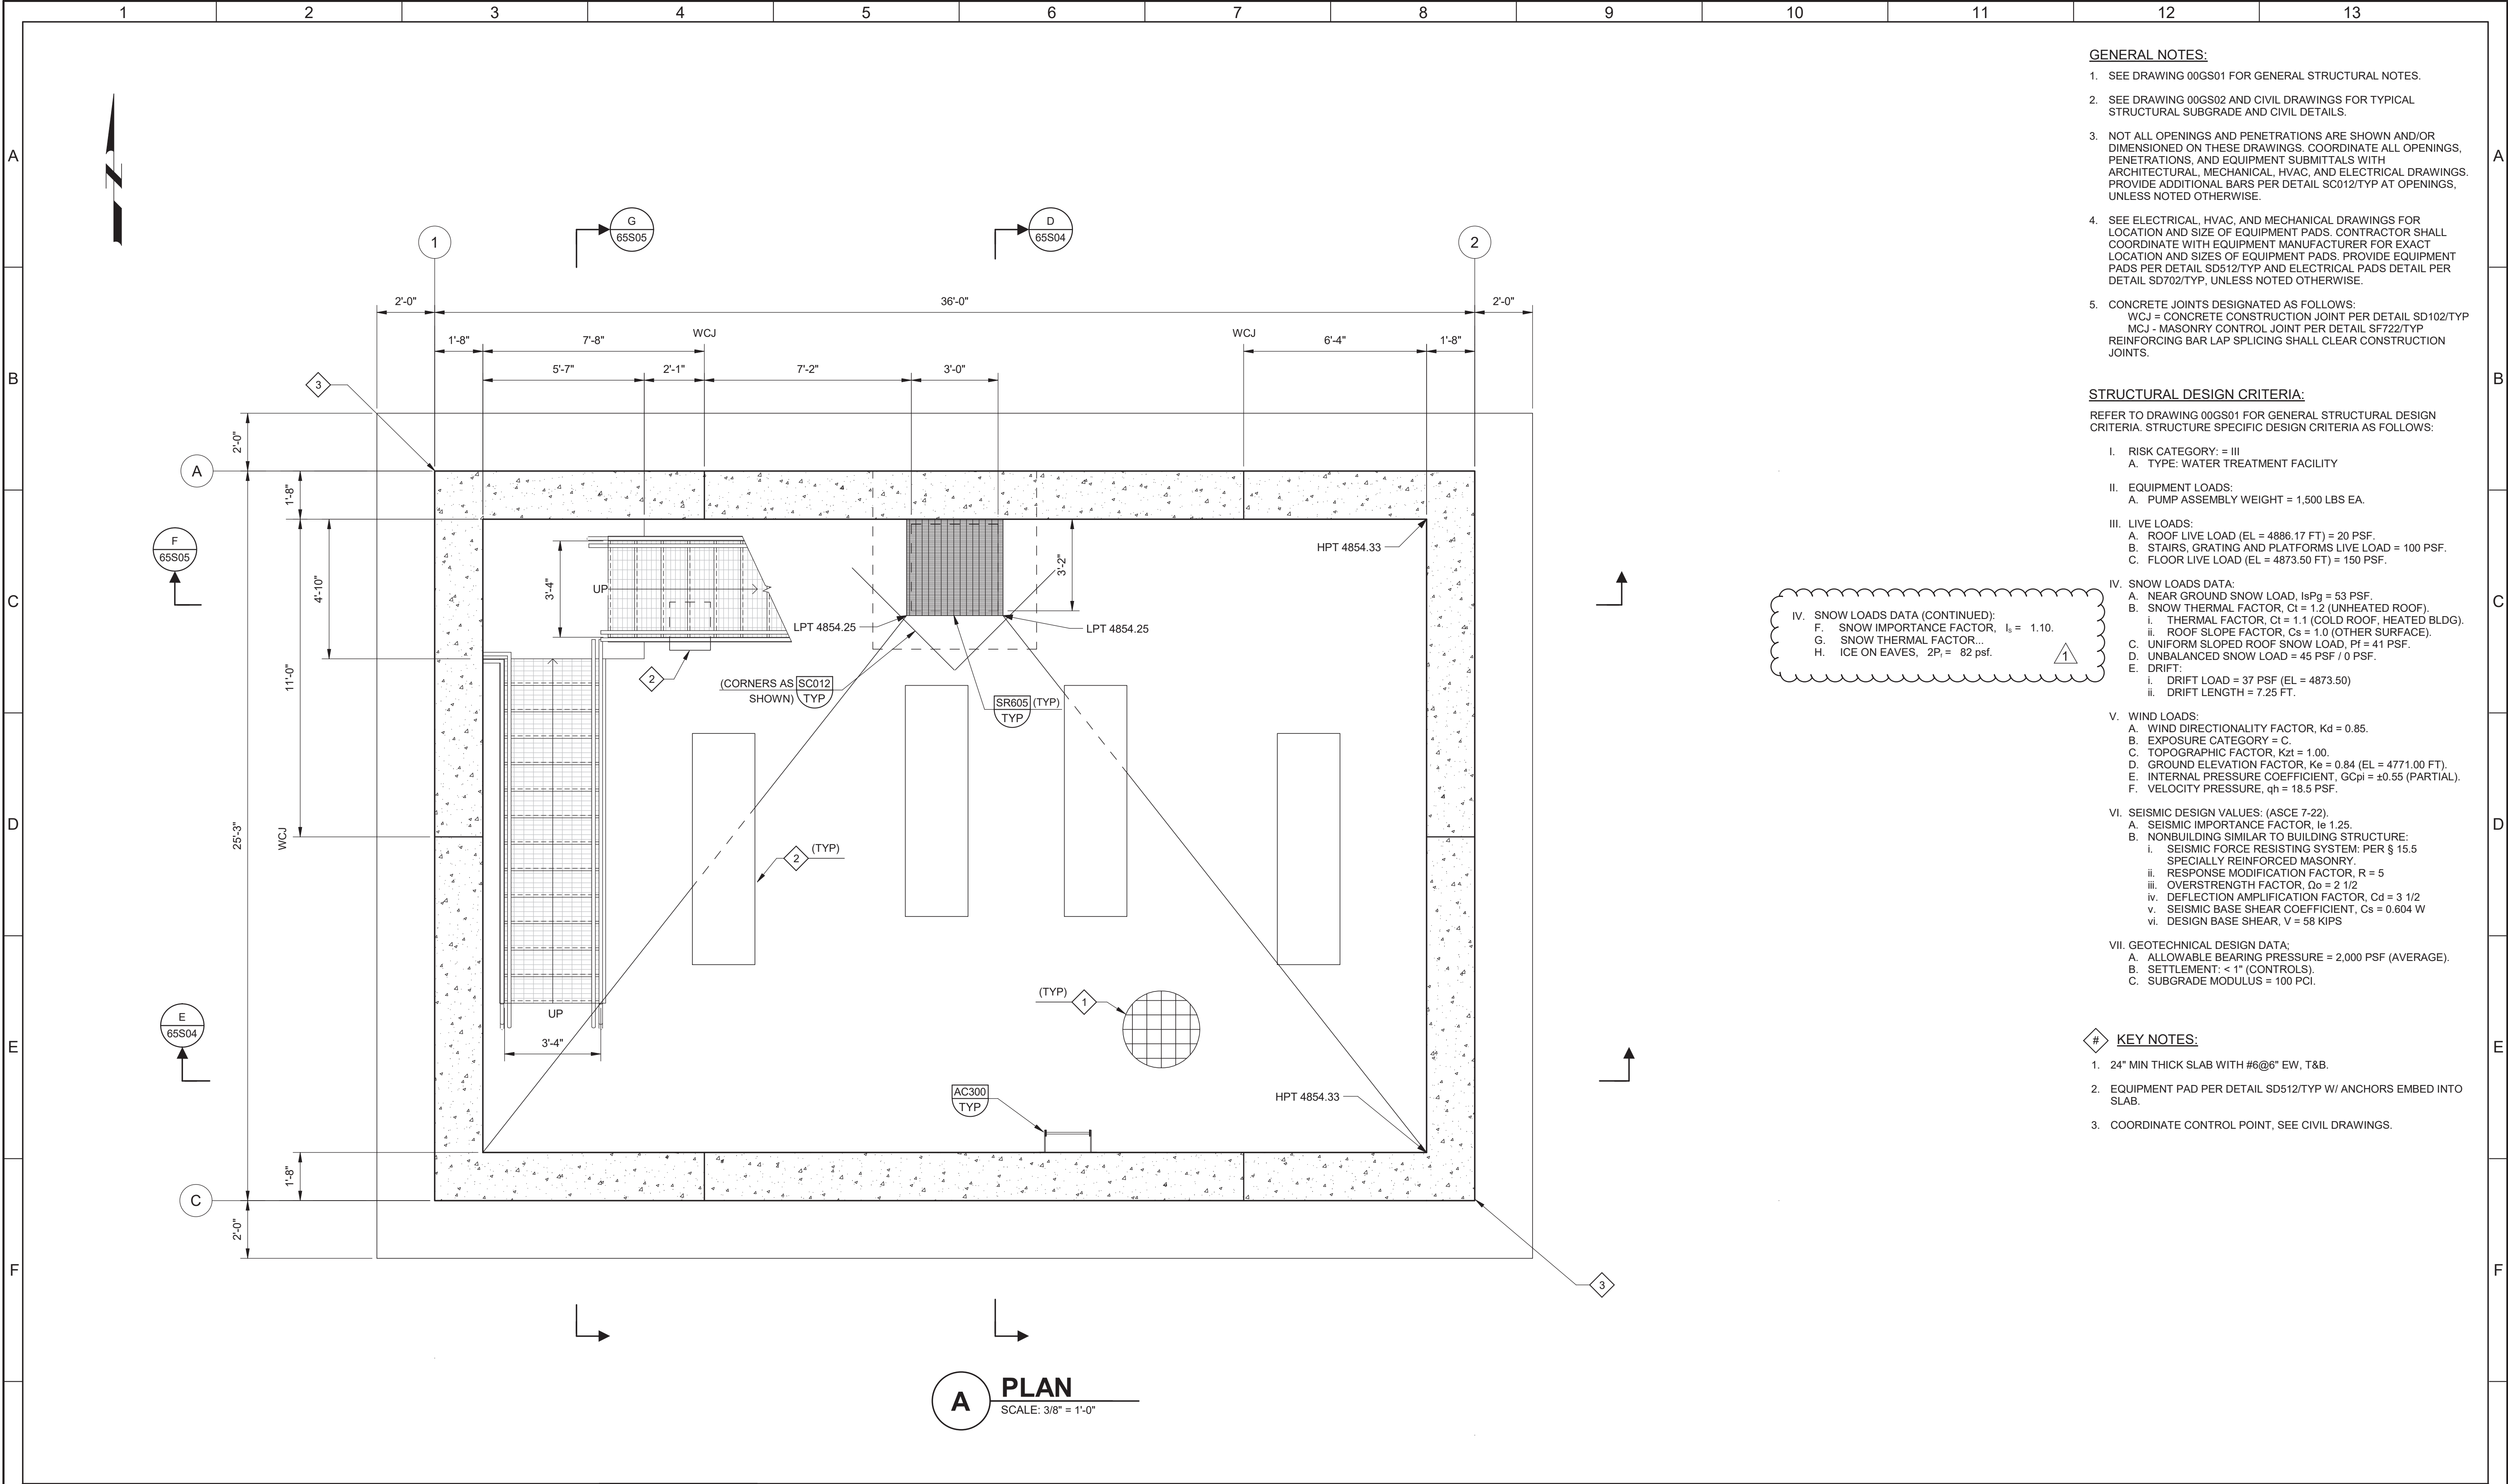 1 2 3 4 5 6 7 8 9 10 11 12 13
A
B
C
D
E
F
A
B
C
D
E
F
N
G
65S05
D
65S04
1
2
2'-0"
36'-0"
2'-0"
1'-8"
7'-8"
WCJ
WCJ
6'-4"
1'-8"
5'-7"
2'-1"
7'-2"
3'-0"
3
2'-0"
A
1'-8"
F
65S05
4'-10"
3'-4"
UP
3'-2"
HPT 4854.33
LPT 4854.25
LPT 4854.25
11'-0"
2
(CORNERS AS
SHOWN)
SC012
TYP
SR605
TYP
(TYP)
25'-3"
WCJ
2
(TYP)
E
65S04
UP
3'-4"
(TYP)
1
AC300
TYP
HPT 4854.33
1'-8"
C
2'-0"
3
A
PLAN
SCALE: 3/8" = 1'-0"
IV. SNOW LOADS DATA (CONTINUED):
F. SNOW IMPORTANCE FACTOR, Is = 1.10.
G. SNOW THERMAL FACTOR...
H. ICE ON EAVES, 2Pf = 82 psf.
1
GENERAL NOTES:
1. SEE DRAWING 00GS01 FOR GENERAL STRUCTURAL NOTES.
2. SEE DRAWING 00GS02 AND CIVIL DRAWINGS FOR TYPICAL
STRUCTURAL SUBGRADE AND CIVIL DETAILS.
3. NOT ALL OPENINGS AND PENETRATIONS ARE SHOWN AND/OR
DIMENSIONED ON THESE DRAWINGS. COORDINATE ALL OPENINGS,
PENETRATIONS, AND EQUIPMENT SUBMITTALS WITH
ARCHITECTURAL, MECHANICAL, HVAC, AND ELECTRICAL DRAWINGS.
PROVIDE ADDITIONAL BARS PER DETAIL SC012/TYP AT OPENINGS,
UNLESS NOTED OTHERWISE.
4. SEE ELECTRICAL, HVAC, AND MECHANICAL DRAWINGS FOR
LOCATION AND SIZE OF EQUIPMENT PADS. CONTRACTOR SHALL
COORDINATE WITH EQUIPMENT MANUFACTURER FOR EXACT
LOCATION AND SIZES OF EQUIPMENT PADS. PROVIDE EQUIPMENT
PADS PER DETAIL SD512/TYP AND ELECTRICAL PADS DETAIL PER
DETAIL SD702/TYP, UNLESS NOTED OTHERWISE.
5. CONCRETE JOINTS DESIGNATED AS FOLLOWS:
WCJ = CONCRETE CONSTRUCTION JOINT PER DETAIL SD102/TYP
MCJ - MASONRY CONTROL JOINT PER DETAIL SF722/TYP
REINFORCING BAR LAP SPLICING SHALL CLEAR CONSTRUCTION
JOINTS.
STRUCTURAL DESIGN CRITERIA:
REFER TO DRAWING 00GS01 FOR GENERAL STRUCTURAL DESIGN
CRITERIA. STRUCTURE SPECIFIC DESIGN CRITERIA AS FOLLOWS:
I. RISK CATEGORY: = III
A. TYPE: WATER TREATMENT FACILITY
II. EQUIPMENT LOADS:
A. PUMP ASSEMBLY WEIGHT = 1,500 LBS EA.
III. LIVE LOADS:
A. ROOF LIVE LOAD (EL = 4886.17 FT) = 20 PSF.
B. STAIRS, GRATING AND PLATFORMS LIVE LOAD = 100 PSF.
C. FLOOR LIVE LOAD (EL = 4873.50 FT) = 150 PSF.
IV. SNOW LOADS DATA:
A. NEAR GROUND SNOW LOAD, IsPg = 53 PSF.
B. SNOW THERMAL FACTOR, Ct = 1.2 (UNHEATED ROOF).
i. THERMAL FACTOR, Ct = 1.1 (COLD ROOF, HEATED BLDG).
ii. ROOF SLOPE FACTOR, Cs = 1.0 (OTHER SURFACE).
C. UNIFORM SLOPED ROOF SNOW LOAD, Pf = 41 PSF.
D. UNBALANCED SNOW LOAD = 45 PSF / 0 PSF.
E. DRIFT:
i. DRIFT LOAD = 37 PSF (EL = 4873.50)
ii. DRIFT LENGTH = 7.25 FT.
V. WIND LOADS:
A. WIND DIRECTIONALITY FACTOR, Kd = 0.85.
B. EXPOSURE CATEGORY = C.
C. TOPOGRAPHIC FACTOR, Kzt = 1.00.
D. GROUND ELEVATION FACTOR, Ke = 0.84 (EL = 4771.00 FT).
E. INTERNAL PRESSURE COEFFICIENT, GCpi = ±0.55 (PARTIAL).
F. VELOCITY PRESSURE, qh = 18.5 PSF.
VI. SEISMIC DESIGN VALUES: (ASCE 7-22).
A. SEISMIC IMPORTANCE FACTOR, Ie 1.25.
B. NONBUILDING SIMILAR TO BUILDING STRUCTURE:
i. SEISMIC FORCE RESISTING SYSTEM: PER § 15.5
SPECIALLY REINFORCED MASONRY.
ii. RESPONSE MODIFICATION FACTOR, R = 5
iii. OVERSTRENGTH FACTOR, Ωo = 2 1/2
iv. DEFLECTION AMPLIFICATION FACTOR, Cd = 3 1/2
v. SEISMIC BASE SHEAR COEFFICIENT, Cs = 0.604 W
vi. DESIGN BASE SHEAR, V = 58 KIPS
VII. GEOTECHNICAL DESIGN DATA;
A. ALLOWABLE BEARING PRESSURE = 2,000 PSF (AVERAGE).
B. SETTLEMENT: < 1" (CONTROLS).
C. SUBGRADE MODULUS = 100 PCI.
# KEY NOTES:
1. 24" MIN THICK SLAB WITH #6@6" EW, T&B.
2. EQUIPMENT PAD PER DETAIL SD512/TYP W/ ANCHORS EMBED INTO
SLAB.
3. COORDINATE CONTROL POINT, SEE CIVIL DRAWINGS.